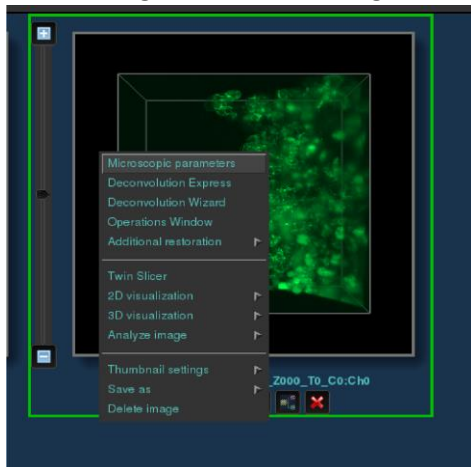 Microscopic parameters
Deconvolution Express
Deconvolution Wizard
Operations Window
Additional restoration
Twin Slicer
2D visualization
3D visualization
Analyze image
Thumbnail settings
Save as
_Z000_T0_C0:Ch0
Delete image